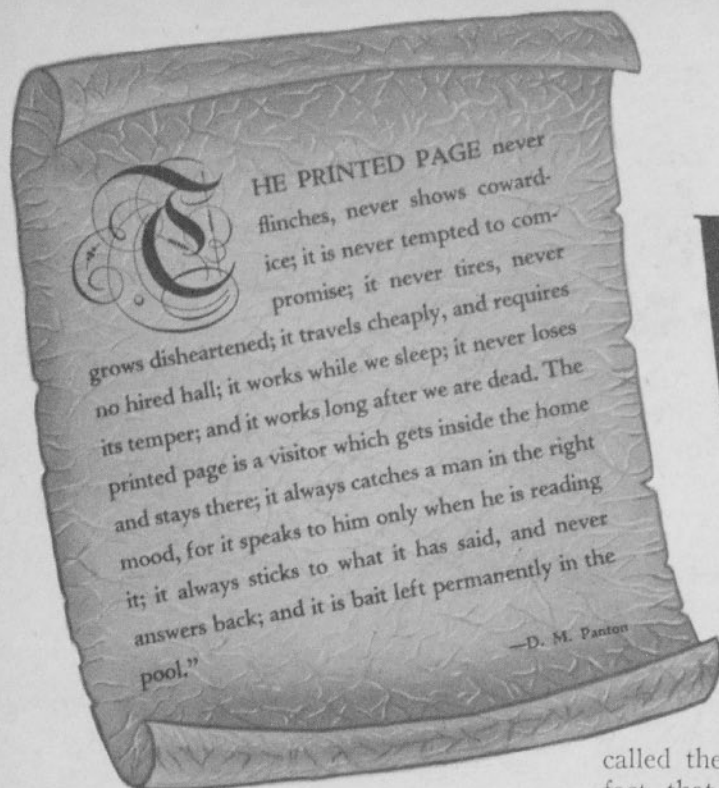 THE PRINTED PAGE never
flinches, never shows coward-
ice; it is never tempted to com-
promise; it never tires, never
grows disheartened; it travels cheaply, and requires
no hired hall; it works while we sleep; it never loses
its temper; and it works long after we are dead. The
printed page is a visitor which gets inside the home
and stays there; it always catches a man in the right
mood, for it speaks to him only when he is reading
it; it always sticks to what it has said, and never
answers back; and it is bait left permanently in the
pool.”
—D. M. Panton
called the
fact that